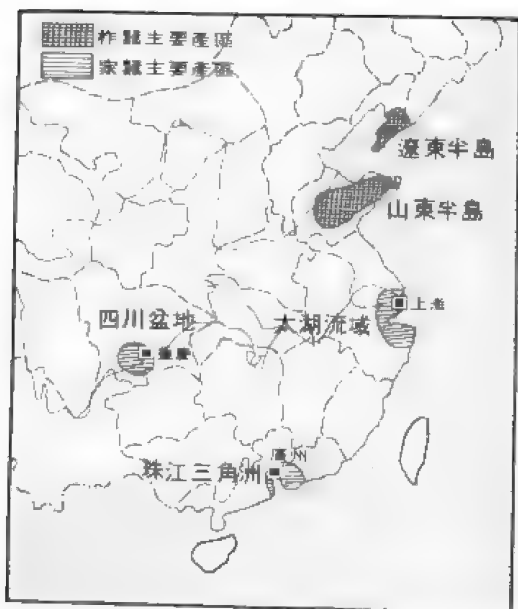 柞蠶主要產區
家蠶主要產區
遼東半島
山東半島
上海
四川盆地
太湖流域
重慶
廣州
珠江三角洲